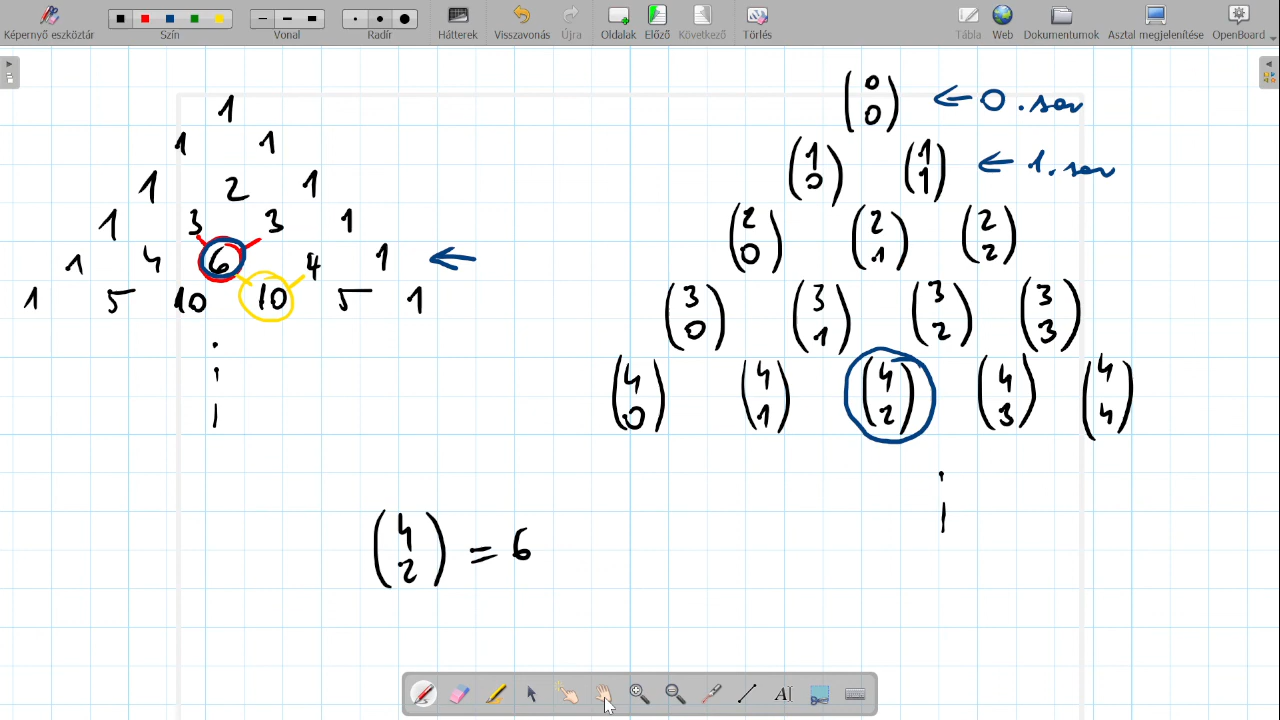 Képernyő eszköztár Szín Vonal Radír Hátterek Visszavonás Újra Oldalak Előző Következő Törlés Tábla Web Dokumentumok Asztal megjelenítése OpenBoard
1
1 1
1 2 1
1 3 3 1
1 4 6 4 1 ←
1 5 10 10 5 1
(0 0) ← 0. sor
(1 0) (1 1) ← 1. sor
(2 0) (2 1) (2 2)
(3 0) (3 1) (3 2) (3 3)
(4 0) (4 1) (4 2) (4 3) (4 4)
(4 2) = 6
AI